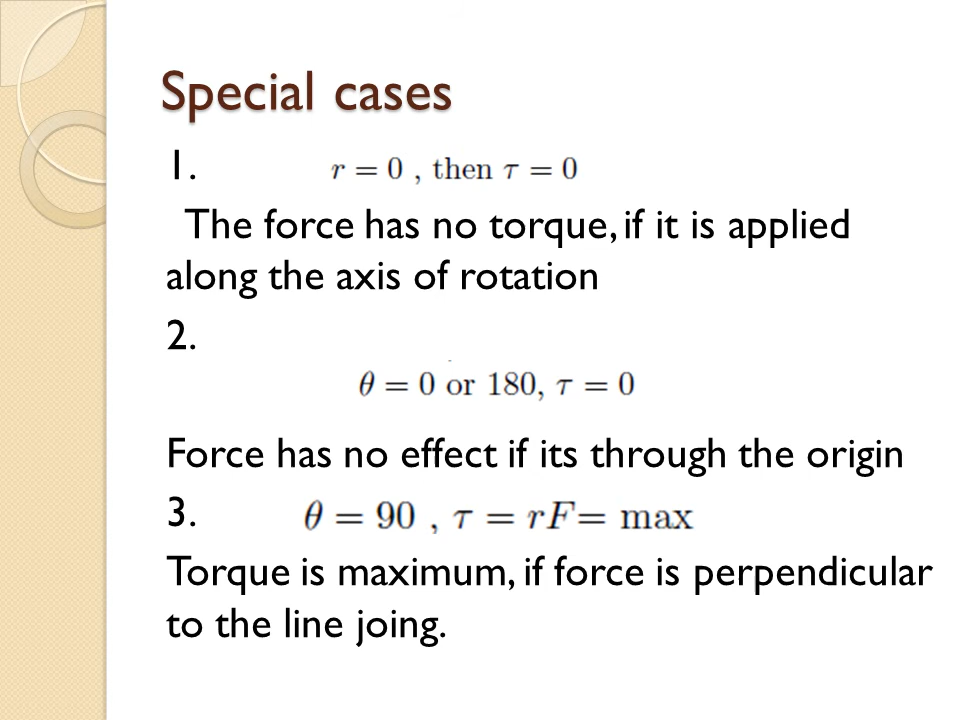 Special cases
1. r = 0 , then τ = 0
The force has no torque, if it is applied
along the axis of rotation
2.
θ = 0 or 180, τ = 0
Force has no effect if its through the origin
3. θ = 90 , τ = rF= max
Torque is maximum, if force is perpendicular
to the line joing.